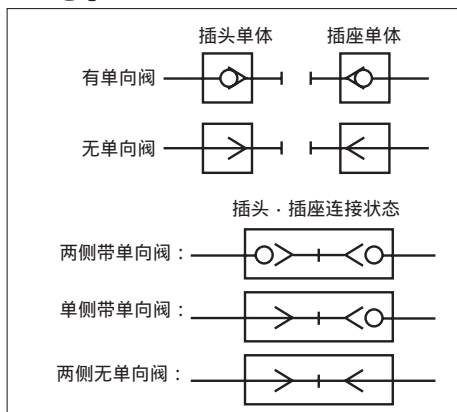 插头单体 插座单体
有单向阀
无单向阀
插头·插座连接状态
两侧带单向阀：
单侧带单向阀：
两侧无单向阀：